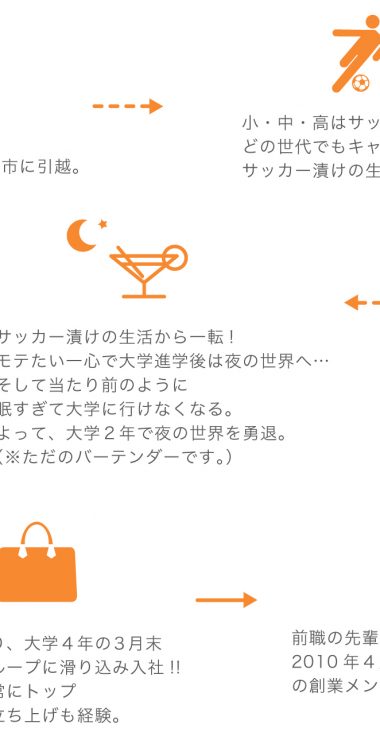 市に引越。
小・中・高はサッ
どの世代でもキャ
サッカー漬けの生
サッカー漬けの生活から一転！
モテたい一心で大学進学後は夜の世界へ…
そして当たり前のように
眠すぎて大学に行けなくなる。
よって、大学２年で夜の世界を勇退。
（※ただのバーテンダーです。）
、大学４年の３月末
ループに滑り込み入社!!
常にトップ
立ち上げも経験。
前職の先輩
2010年4
の創業メン